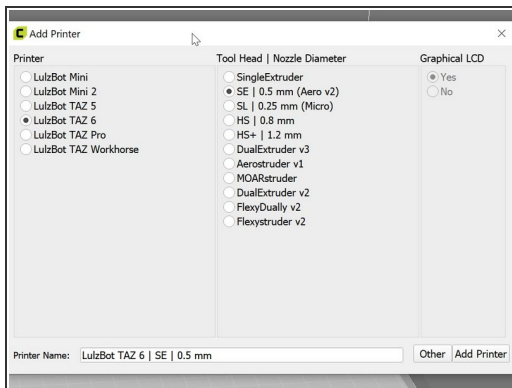 Add Printer
Printer
LulzBot Mini
LulzBot Mini 2
LulzBot TAZ 5
LulzBot TAZ 6
LulzBot TAZ Pro
LulzBot TAZ Workhorse
Tool Head | Nozzle Diameter
SingleExtruder
SE | 0.5 mm (Aero v2)
SL | 0.25 mm (Micro)
HS | 0.8 mm
HS+ | 1.2 mm
DualExtruder v3
Aerostruder v1
MOARstruder
DualExtruder v2
FlexyDually v2
Flexystruder v2
Graphical LCD
Yes
No
Printer Name: LulzBot TAZ 6 | SE | 0.5 mm
Other Add Printer